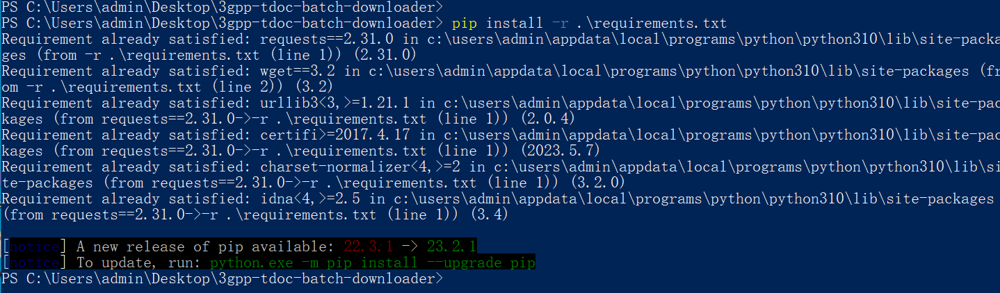 PS C:\Users\admin\Desktop\3gpp-tdoc-batch-downloader>
PS C:\Users\admin\Desktop\3gpp-tdoc-batch-downloader> pip install -r .\requirements.txt
Requirement already satisfied: requests==2.31.0 in c:\users\admin\appdata\local\programs\python\python310\lib\site-packa
ges (from -r .\requirements.txt (line 1)) (2.31.0)
Requirement already satisfied: wget==3.2 in c:\users\admin\appdata\local\programs\python\python310\lib\site-packages (fr
om -r .\requirements.txt (line 2)) (3.2)
Requirement already satisfied: urllib3<3,>=1.21.1 in c:\users\admin\appdata\local\programs\python\python310\lib\site-pac
kages (from requests==2.31.0->-r .\requirements.txt (line 1)) (2.0.4)
Requirement already satisfied: certifi>=2017.4.17 in c:\users\admin\appdata\local\programs\python\python310\lib\site-pac
kages (from requests==2.31.0->-r .\requirements.txt (line 1)) (2023.5.7)
Requirement already satisfied: charset-normalizer<4,>=2 in c:\users\admin\appdata\local\programs\python\python310\lib\si
te-packages (from requests==2.31.0->-r .\requirements.txt (line 1)) (3.2.0)
Requirement already satisfied: idna<4,>=2.5 in c:\users\admin\appdata\local\programs\python\python310\lib\site-packages
(from requests==2.31.0->-r .\requirements.txt (line 1)) (3.4)
[notice] A new release of pip available: 22.3.1 -> 23.2.1
[notice] To update, run: python.exe -m pip install --upgrade pip
PS C:\Users\admin\Desktop\3gpp-tdoc-batch-downloader>